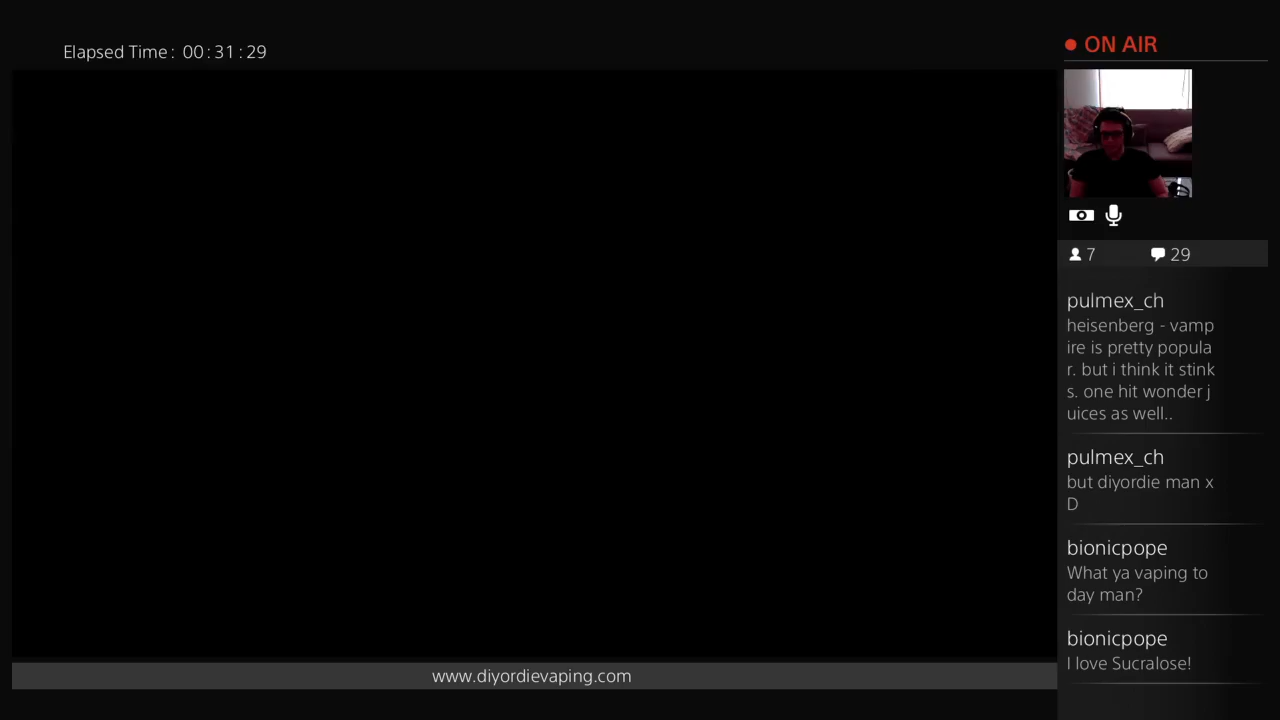 Elapsed Time: 00:31:29
ON AIR
7 29
pulmex_ch
heisenberg - vamp
ire is pretty popula
r. but i think it stink
s. one hit wonder j
uices as well..
pulmex_ch
but diyordie man x
D
bionicpope
What ya vaping to
day man?
bionicpope
I love Sucralose!
www.diyordievaping.com